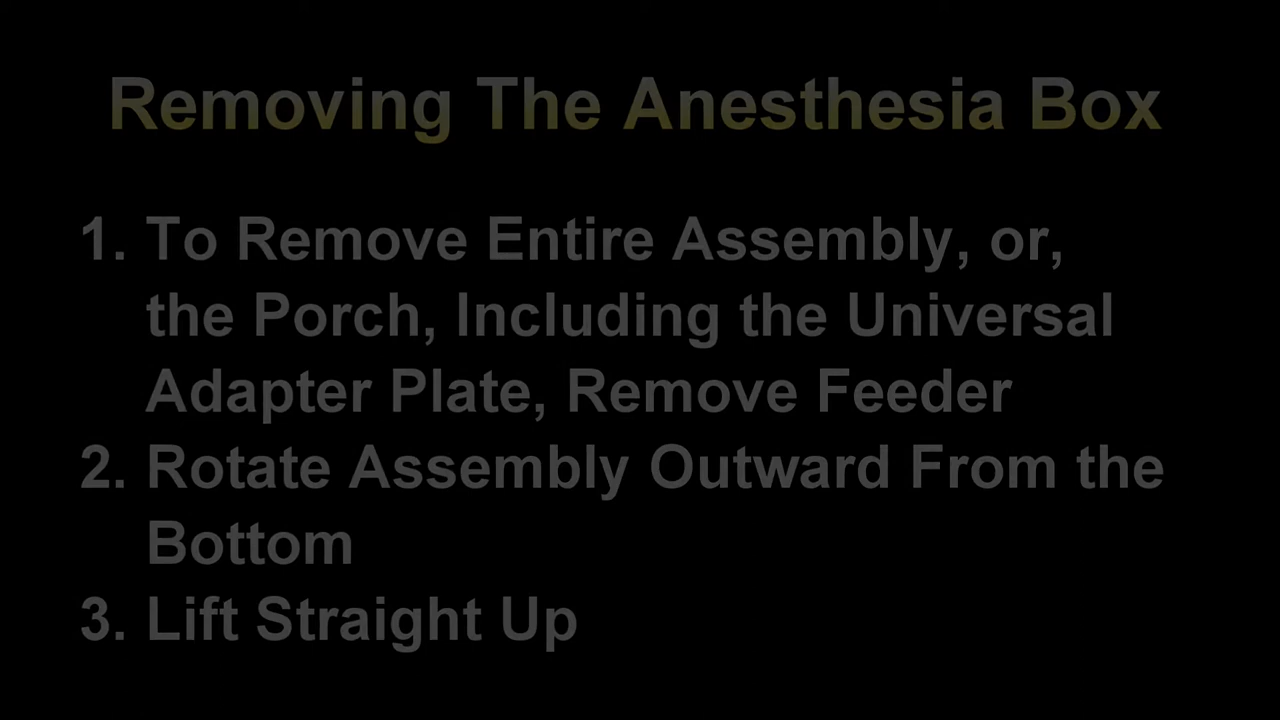 Removing The Anesthesia Box
1. To Remove Entire Assembly, or,
the Porch, Including the Universal
Adapter Plate, Remove Feeder
2. Rotate Assembly Outward From the
Bottom
3. Lift Straight Up